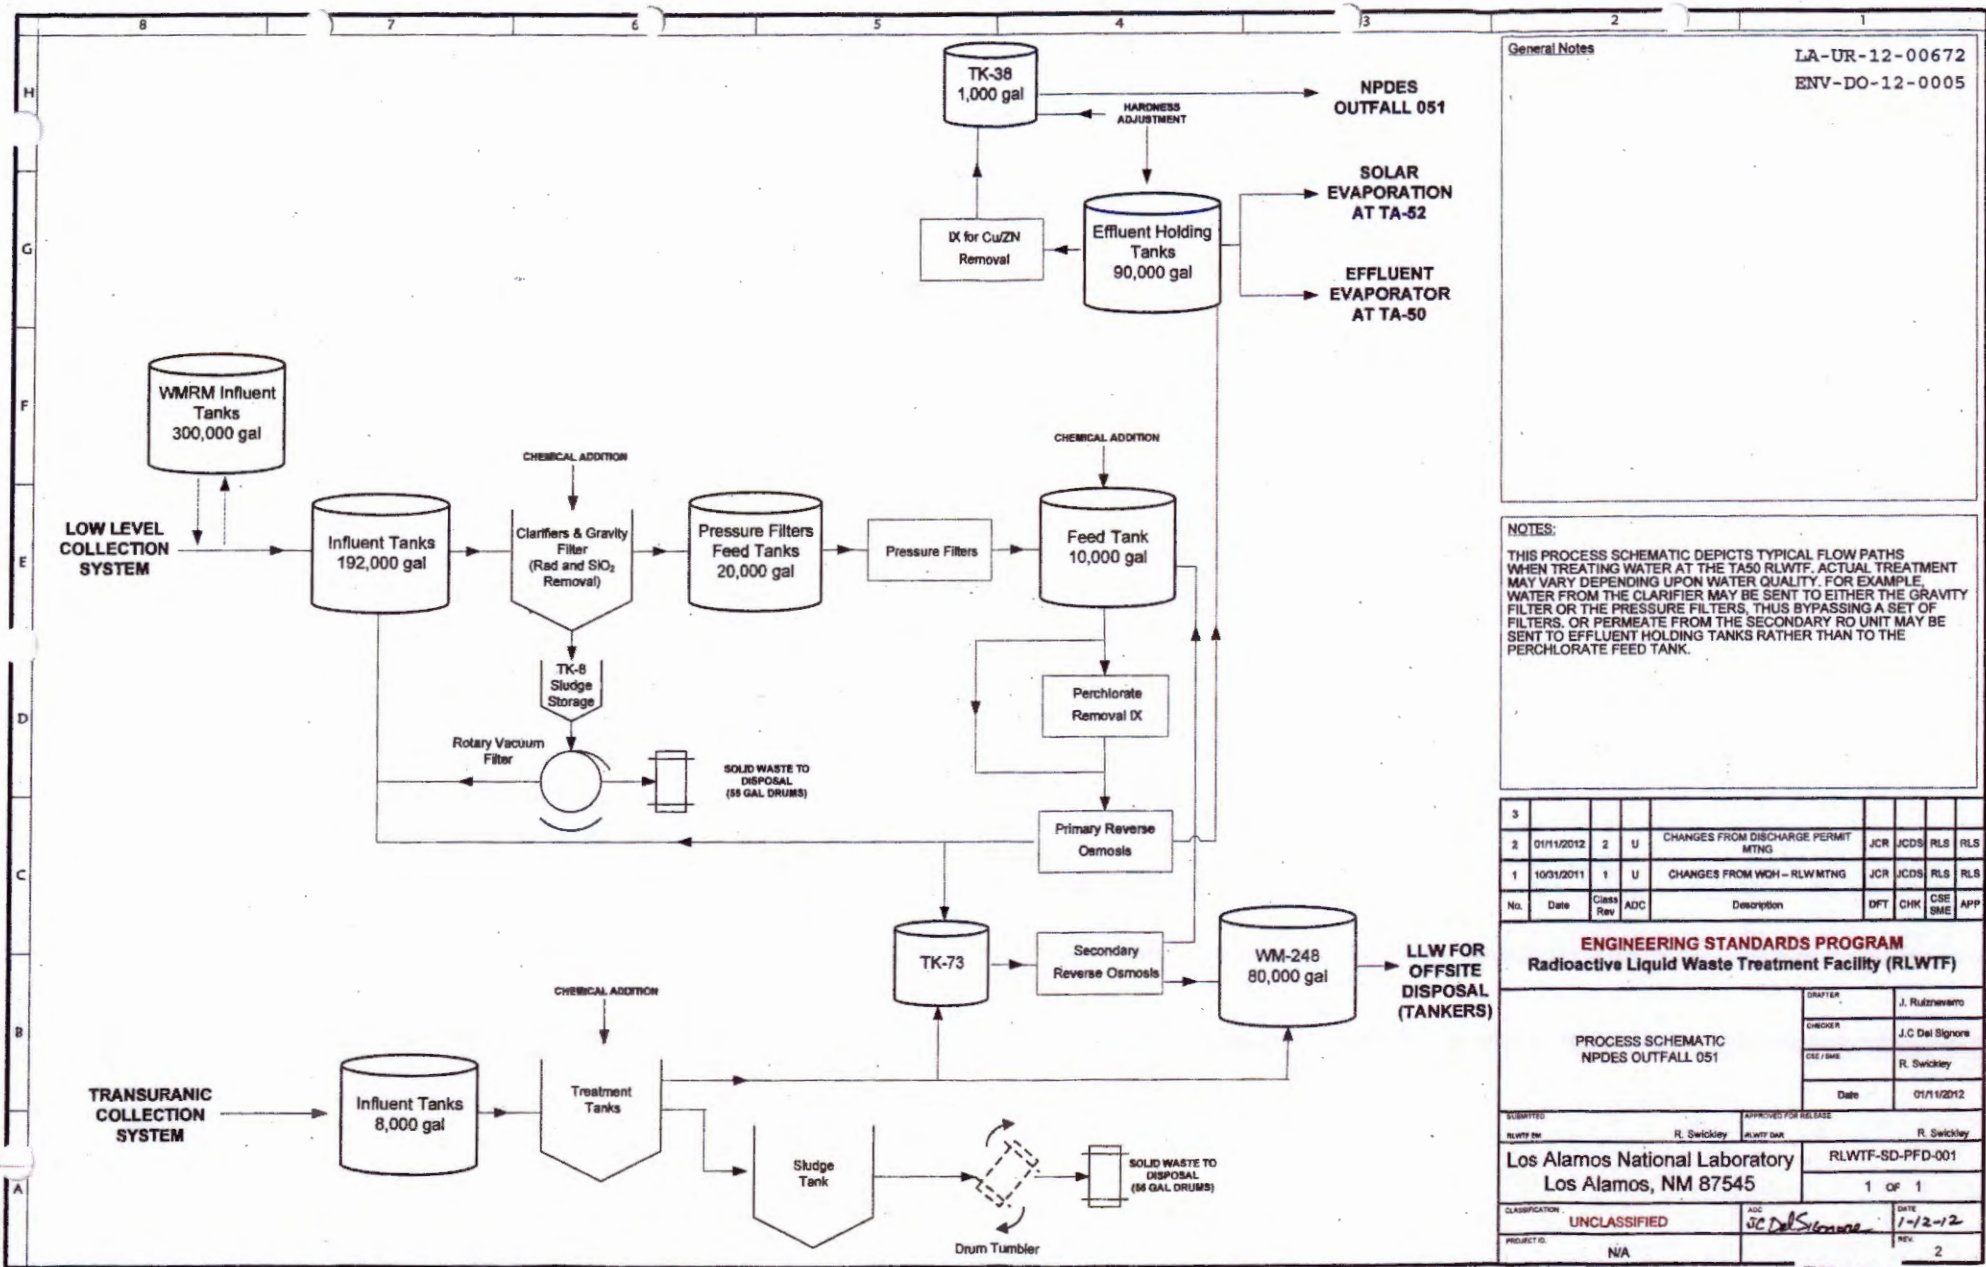 8 7 6 5 4 3 2 1
H
G
F
E
D
C
B
A
TK-38
1,000 gal
HARDNESS
ADJUSTMENT
NPDES
OUTFALL 051
SOLAR
EVAPORATION
AT TA-52
IX for Cu/ZN
Removal
Effluent Holding
Tanks
90,000 gal
EFFLUENT
EVAPORATOR
AT TA-50
WMRM Influent
Tanks
300,000 gal
LOW LEVEL
COLLECTION
SYSTEM
Influent Tanks
192,000 gal
CHEMICAL ADDITION
Clarifiers & Gravity
Filter
(Rad and SiO₂
Removal)
Pressure Filters
Feed Tanks
20,000 gal
Pressure Filters
CHEMICAL ADDITION
Feed Tank
10,000 gal
TK-8
Sludge
Storage
Rotary Vacuum
Filter
SOLID WASTE TO
DISPOSAL
(55 GAL DRUMS)
Perchlorate
Removal IX
Primary Reverse
Osmosis
TK-73
Secondary
Reverse Osmosis
WM-248
80,000 gal
LLW FOR
OFFSITE
DISPOSAL
(TANKERS)
TRANSURANIC
COLLECTION
SYSTEM
Influent Tanks
8,000 gal
CHEMICAL ADDITION
Treatment
Tanks
Sludge
Tank
Drum Tumbler
SOLID WASTE TO
DISPOSAL
(55 GAL DRUMS)
General Notes
LA-UR-12-00672
ENV-DO-12-0005
NOTES:
THIS PROCESS SCHEMATIC DEPICTS TYPICAL FLOW PATHS
WHEN TREATING WATER AT THE TA50 RLWTF. ACTUAL TREATMENT
MAY VARY DEPENDING UPON WATER QUALITY. FOR EXAMPLE,
WATER FROM THE CLARIFIER MAY BE SENT TO EITHER THE GRAVITY
FILTER OR THE PRESSURE FILTERS, THUS BYPASSING A SET OF
FILTERS. OR PERMEATE FROM THE SECONDARY RO UNIT MAY BE
SENT TO EFFLUENT HOLDING TANKS RATHER THAN TO THE
PERCHLORATE FEED TANK.
3
2 01/11/2012 2 U CHANGES FROM DISCHARGE PERMIT MTNG JCR JCDS RLS RLS
1 10/31/2011 1 U CHANGES FROM WQH – RLW MTNG JCR JCDS RLS RLS
No. Date Class Rev ADC Description DFT CHK CSE SME APP
ENGINEERING STANDARDS PROGRAM
Radioactive Liquid Waste Treatment Facility (RLWTF)
PROCESS SCHEMATIC
NPDES OUTFALL 051
DRAFTER J. Ruiznevarro
CHECKER J.C Del Signore
CSE / SME R. Swickley
Date 01/11/2012
SUBMITTED
RLWTF R. Swickley
APPROVED FOR RELEASE
RLWTF R. Swickley
Los Alamos National Laboratory
Los Alamos, NM 87545
RLWTF-SD-PFD-001
1 OF 1
CLASSIFICATION
UNCLASSIFIED
ADC
JC DelSignore
DATE
1-12-12
PROJECT ID.
N/A
REV.
2